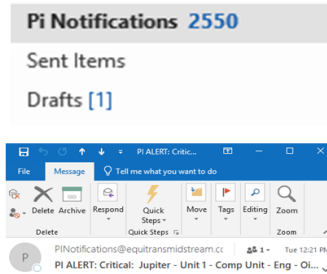 Pi Notifications 2550
Sent Items
Drafts [1]
PI ALERT: Critic...
File Message Tell me what you want to do
Delete Archive Respond Quick Steps Move Tags Editing Zoom
Delete Quick Steps Zoom
P PINotifications@equitransmidstream.cc 1 Tue 12:21 PM
PI ALERT: Critical: Jupiter - Unit 1 - Comp Unit - Eng - Oi...